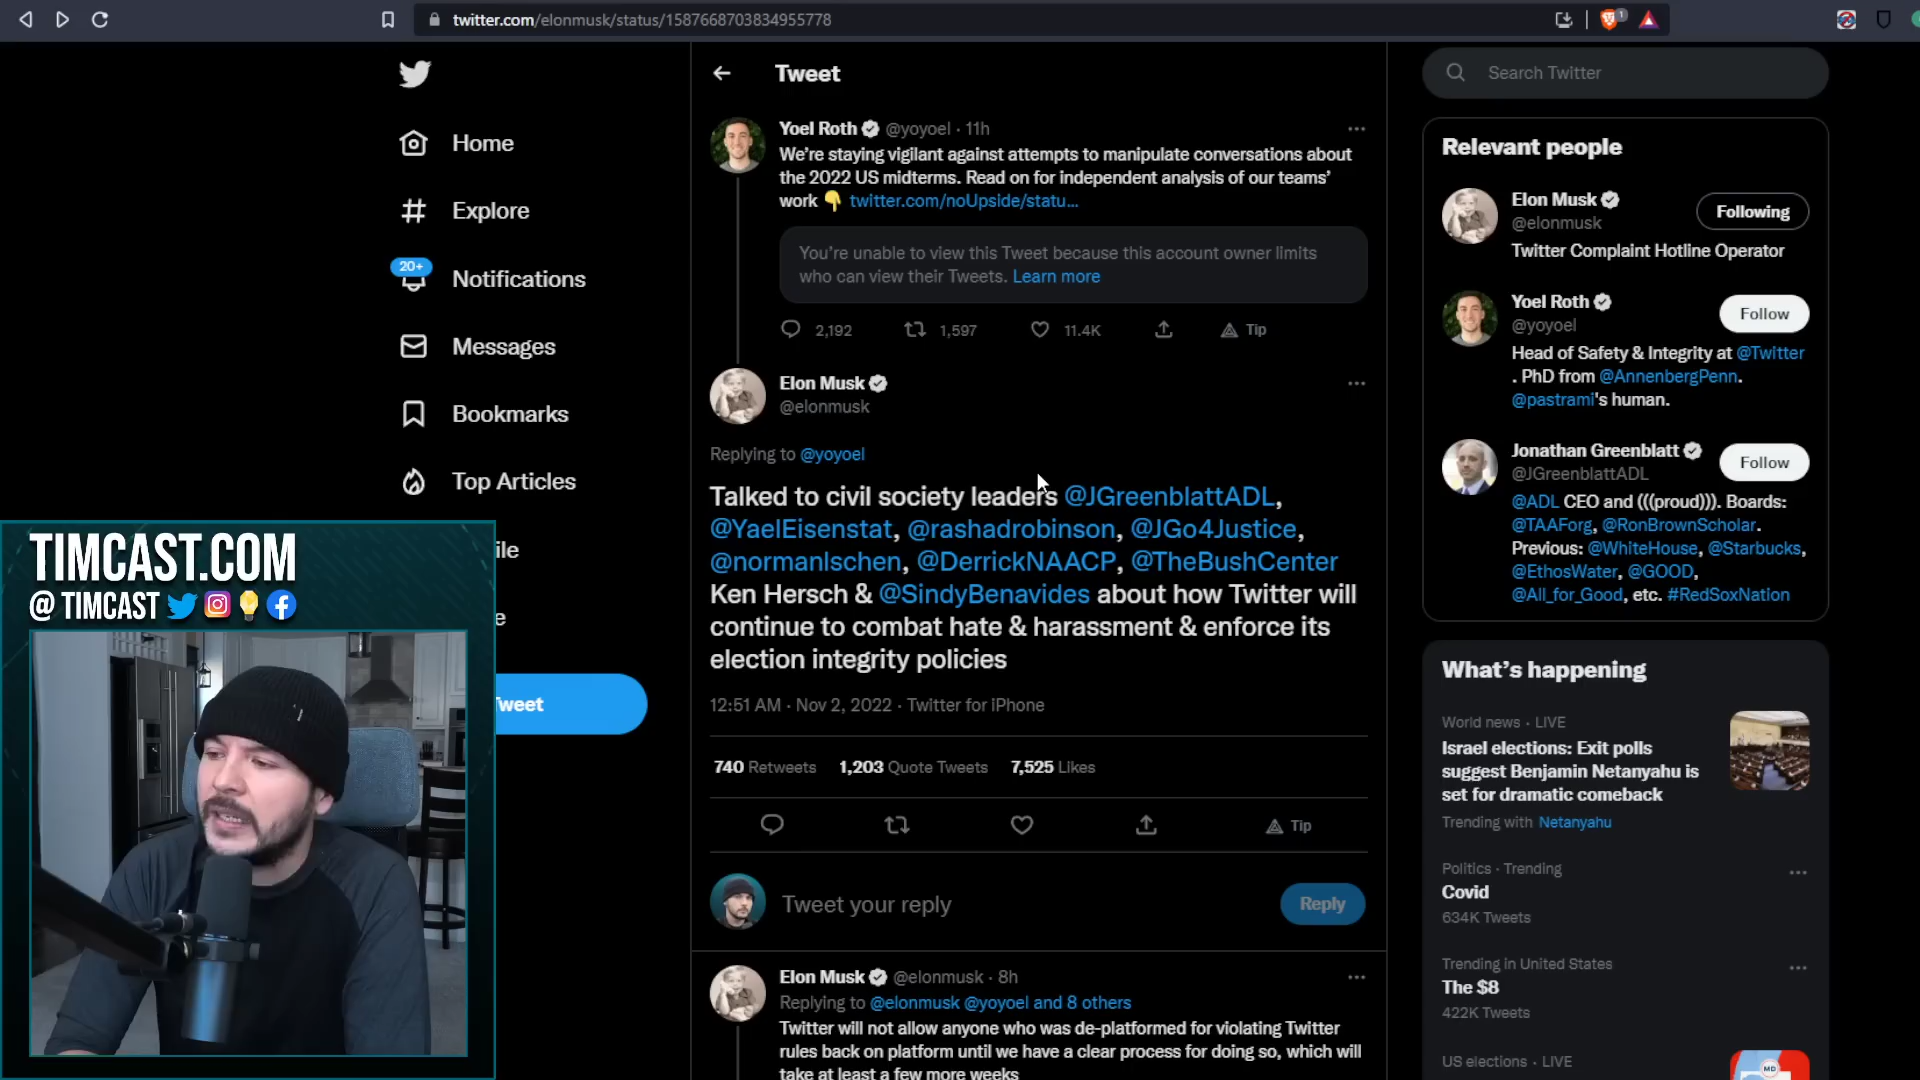 twitter.com/elonmusk/status/1587668703834955778
1
Tweet
Search Twitter
Home
Explore
20+
Notifications
Messages
Bookmarks
Top Articles
ile
e
weet
Yoel Roth @yoyoel · 11h
We're staying vigilant against attempts to manipulate conversations about
the 2022 US midterms. Read on for independent analysis of our teams'
work 👇 twitter.com/noUpside/statu…
You're unable to view this Tweet because this account owner limits
who can view their Tweets. Learn more
2,192 1,597 11.4K Tip
Elon Musk
@elonmusk
Replying to @yoyoel
Talked to civil society leaders @JGreenblattADL,
@YaelEisenstat, @rashadrobinson, @JGo4Justice,
@normanlschen, @DerrickNAACP, @TheBushCenter
Ken Hersch & @SindyBenavides about how Twitter will
continue to combat hate & harassment & enforce its
election integrity policies
12:51 AM · Nov 2, 2022 · Twitter for iPhone
740 Retweets 1,203 Quote Tweets 7,525 Likes
Tip
Tweet your reply
Reply
Elon Musk @elonmusk · 8h
Replying to @elonmusk @yoyoel and 8 others
Twitter will not allow anyone who was de-platformed for violating Twitter
rules back on platform until we have a clear process for doing so, which will
take at least a few more weeks
Relevant people
Elon Musk
@elonmusk
Following
Twitter Complaint Hotline Operator
Yoel Roth
@yoyoel
Follow
Head of Safety & Integrity at @Twitter
. PhD from @AnnenbergPenn.
@pastrami's human.
Jonathan Greenblatt
@JGreenblattADL
Follow
@ADL CEO and (((proud))). Boards:
@TAAForg, @RonBrownScholar.
Previous: @WhiteHouse, @Starbucks,
@EthosWater, @GOOD,
@All_for_Good, etc. #RedSoxNation
What's happening
World news · LIVE
Israel elections: Exit polls
suggest Benjamin Netanyahu is
set for dramatic comeback
Trending with Netanyahu
Politics · Trending
Covid
634K Tweets
Trending in United States
The $8
422K Tweets
US elections · LIVE
MD
TIMCAST.COM
@ TIMCAST